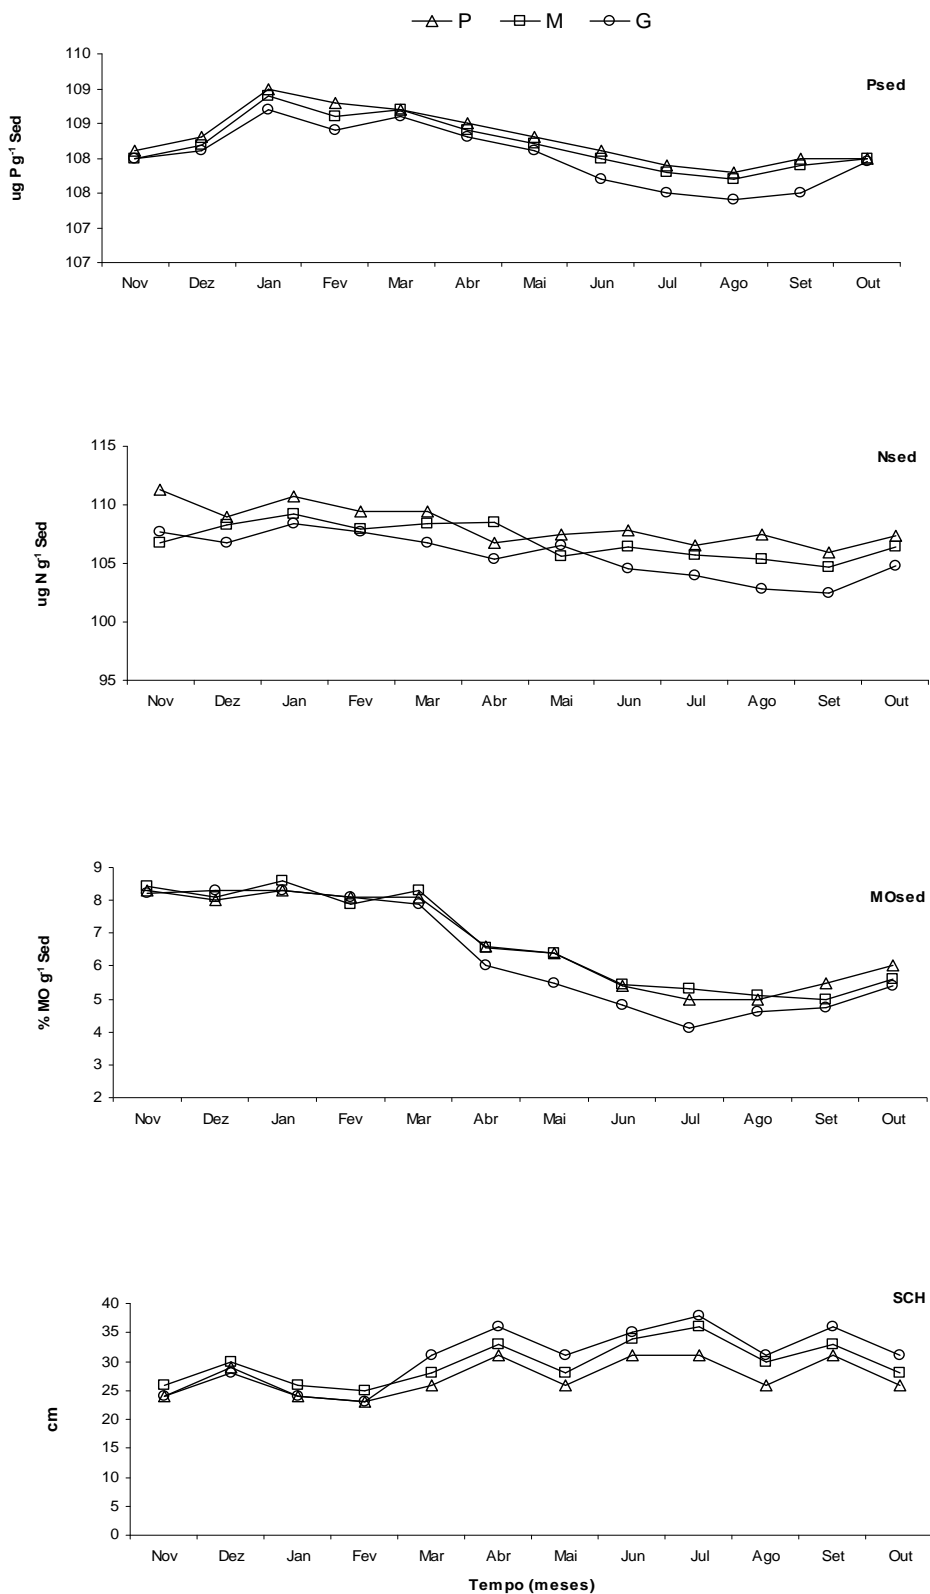 P M G
Psed
110
109
109
108
108
107
107
ug P g⁻¹ Sed
Nov Dez Jan Fev Mar Abr Mai Jun Jul Ago Set Out
Nsed
115
110
105
100
95
ug N g⁻¹ Sed
Nov Dez Jan Fev Mar Abr Mai Jun Jul Ago Set Out
MOsed
9
8
7
6
5
4
3
2
% MO g⁻¹ Sed
Nov Dez Jan Fev Mar Abr Mai Jun Jul Ago Set Out
SCH
40
35
30
25
20
15
10
5
0
cm
Nov Dez Jan Fev Mar Abr Mai Jun Jul Ago Set Out
Tempo (meses)